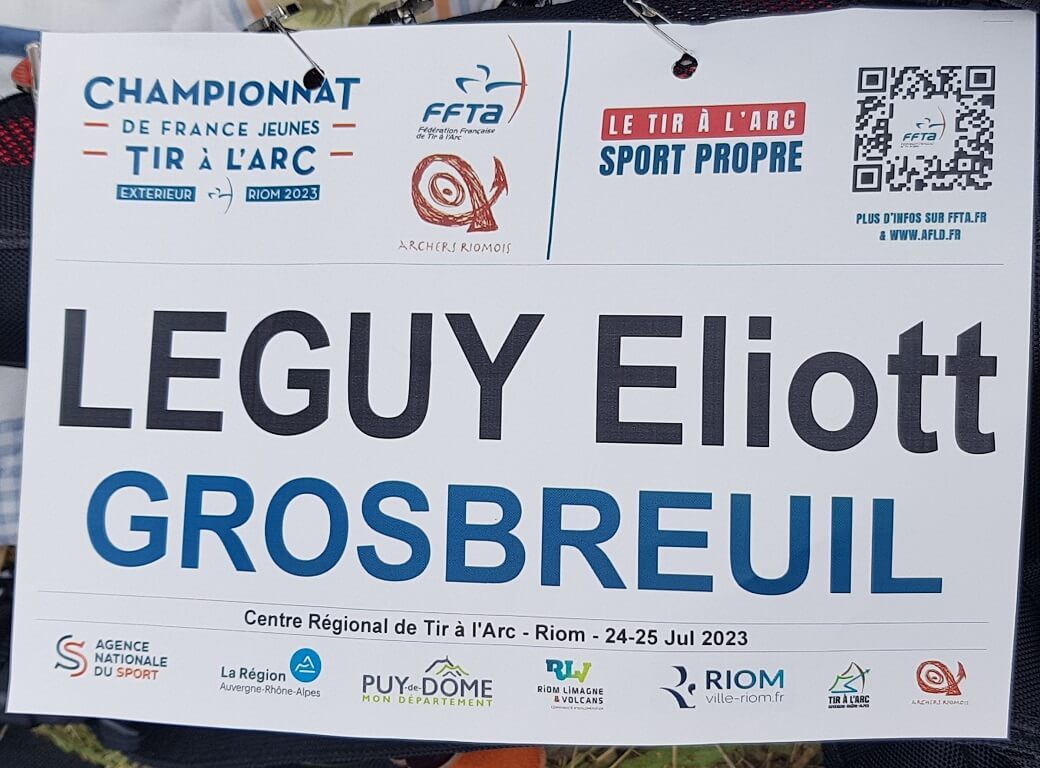 CHAMPIONNAT
DE FRANCE JEUNES
TIR À L'ARC
EXTERIEUR RIOM 2023
FFTA
Fédération Française
de Tir à l'Arc
ARCHERS RIOMOIS
LE TIR À L'ARC
SPORT PROPRE
FFTA
PLUS D'INFOS SUR FFTA.FR
& WWW.AFLD.FR
LEGUY Eliott
GROSBREUIL
Centre Régional de Tir à l'Arc - Riom - 24-25 Jul 2023
AGENCE
NATIONALE
DU SPORT
La Région
Auvergne-Rhône-Alpes
PUY-de-DÔME
MON DÉPARTEMENT
RLV
RIOM LIMAGNE
& VOLCANS
RIOM
ville-riom.fr
TIR À L'ARC
ARCHERS RIOMOIS